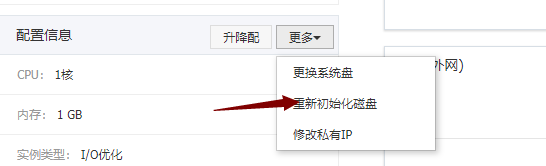 配置信息 升降配 更多
CPU: 1核 更换系统盘 外网)
内存: 1 GB 重新初始化磁盘
实例类型: I/O优化 修改私有IP